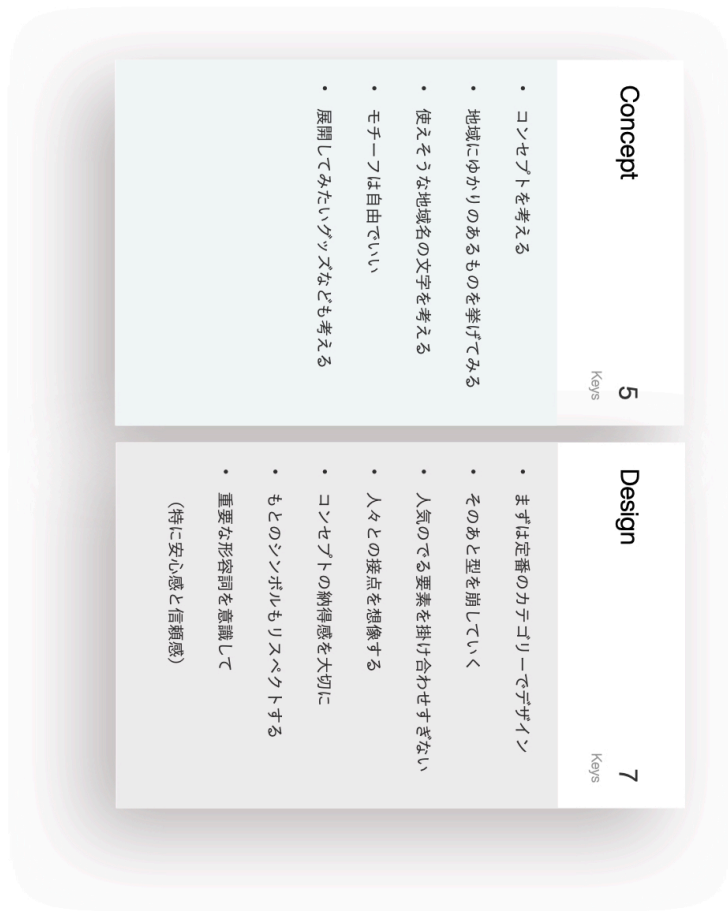 Concept
5
Keys
・コンセプトを考える
・地域にゆかりのあるものを挙げてみる
・使えそうな地域名の文字を考える
・モチーフは自由でいい
・展開してみたいグッズなども考える
Design
7
Keys
・まずは定番のカテゴリーでデザイン
・そのあと型を崩していく
・人気のでる要素を掛け合わせすぎない
・人々との接点を想像する
・コンセプトの納得感を大切に
・もとのシンボルもリスペクトする
・重要な形容詞を意識して
（特に安心感と信頼感）